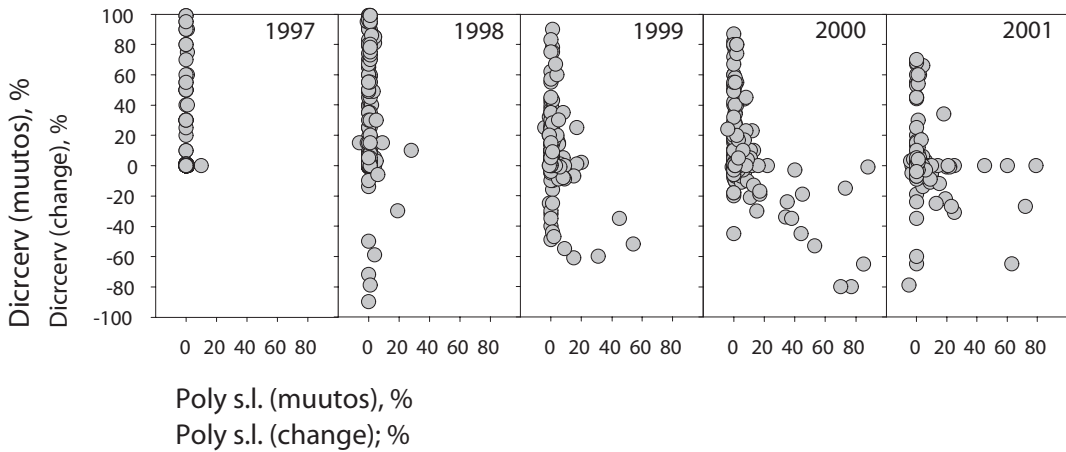 Dicrcerv (muutos), %
Dicrcerv (change), %
100
80
60
40
20
0
-20
-40
-60
-80
-100
1997
1998
1999
2000
2001
0 20 40 60 80
0 20 40 60 80
0 20 40 60 80
0 20 40 60 80
0 20 40 60 80
Poly s.l. (muutos), %
Poly s.l. (change); %